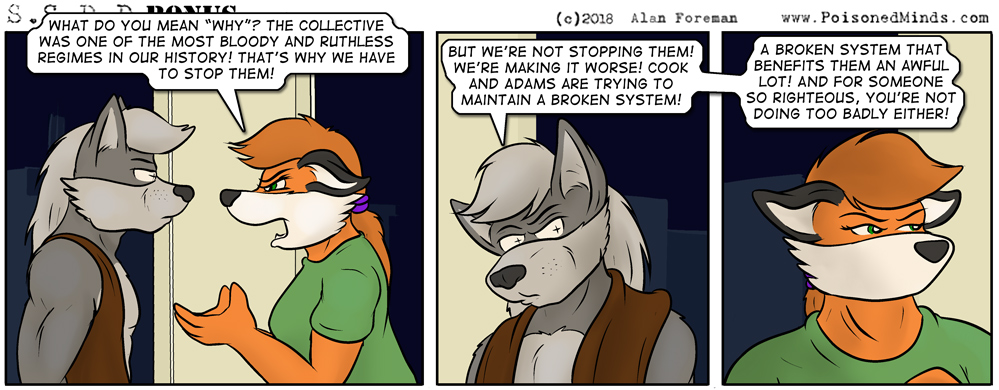 S. S. D. D. BONUS
(c)2018 Alan Foreman www.PoisonedMinds.com
WHAT DO YOU MEAN "WHY"? THE COLLECTIVE
WAS ONE OF THE MOST BLOODY AND RUTHLESS
REGIMES IN OUR HISTORY! THAT'S WHY WE HAVE
TO STOP THEM!
BUT WE'RE NOT STOPPING THEM!
WE'RE MAKING IT WORSE! COOK
AND ADAMS ARE TRYING TO
MAINTAIN A BROKEN SYSTEM!
A BROKEN SYSTEM THAT
BENEFITS THEM AN AWFUL
LOT! AND FOR SOMEONE
SO RIGHTEOUS, YOU'RE NOT
DOING TOO BADLY EITHER!